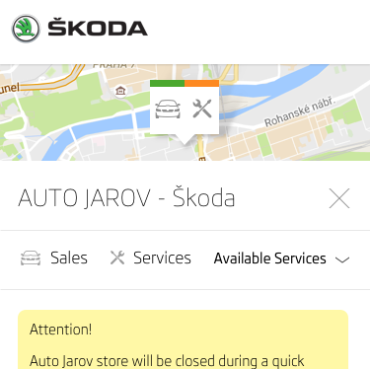 ŠKODA
PRAHA 7
unel
Rohanské nábř
AUTO JAROV - Škoda
Sales Services Available Services
Attention!
Auto Jarov store will be closed during a quick